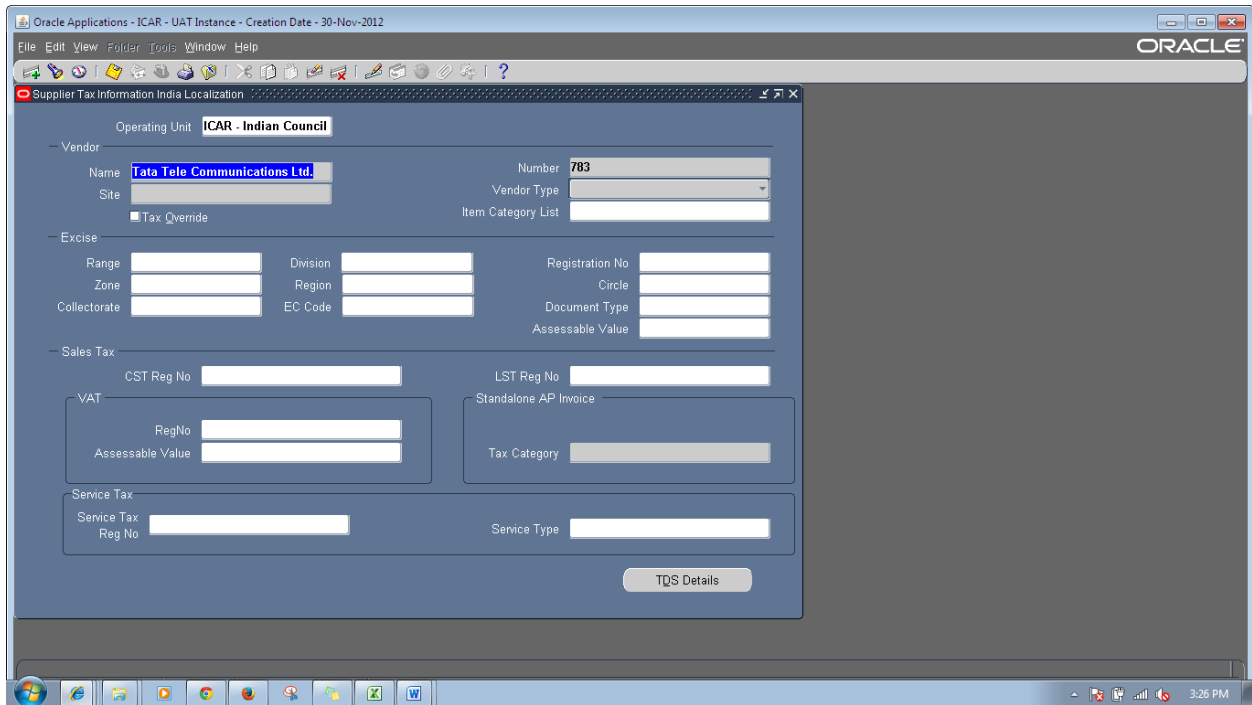 Oracle Applications - ICAR - UAT Instance - Creation Date - 30-Nov-2012
File Edit View Folder Tools Window Help
ORACLE
Supplier Tax Information India Localization
Operating Unit ICAR - Indian Council
Vendor
Name Tata Tele Communications Ltd. Number 783
Site Vendor Type
Tax Override Item Category List
Excise
Range Division Registration No
Zone Region Circle
Collectorate EC Code Document Type
Assessable Value
Sales Tax
CST Reg No LST Reg No
VAT Standalone AP Invoice
RegNo
Assessable Value Tax Category
Service Tax
Service Tax
Reg No Service Type
TDS Details
3:26 PM